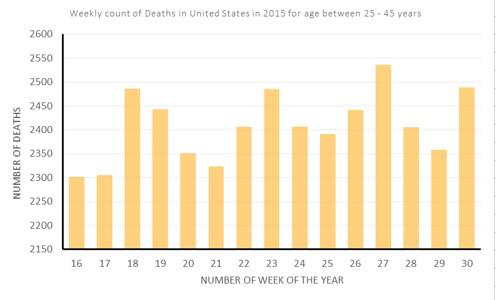 Weekly count of Deaths in United States in 2015 for age between 25 - 45 years
2600
2550
2500
2450
2400
2350
2300
2250
2200
2150
NUMBER OF DEATHS
16 17 18 19 20 21 22 23 24 25 26 27 28 29 30
NUMBER OF WEEK OF THE YEAR